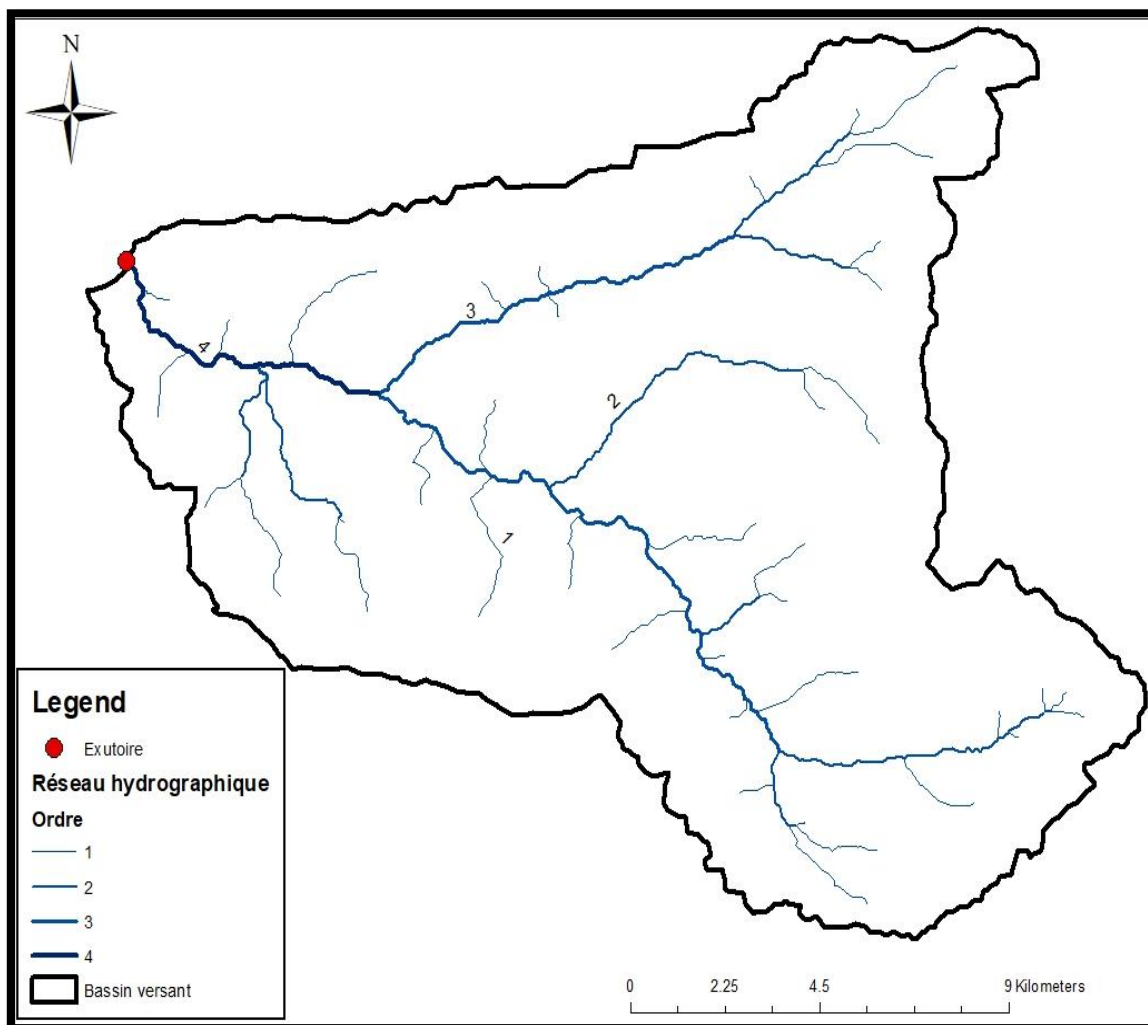 N
3
4
2
1
Legend
Exutoire
Réseau hydrographique
Ordre
1
2
3
4
Bassin versant
0 2.25 4.5 9 Kilometers